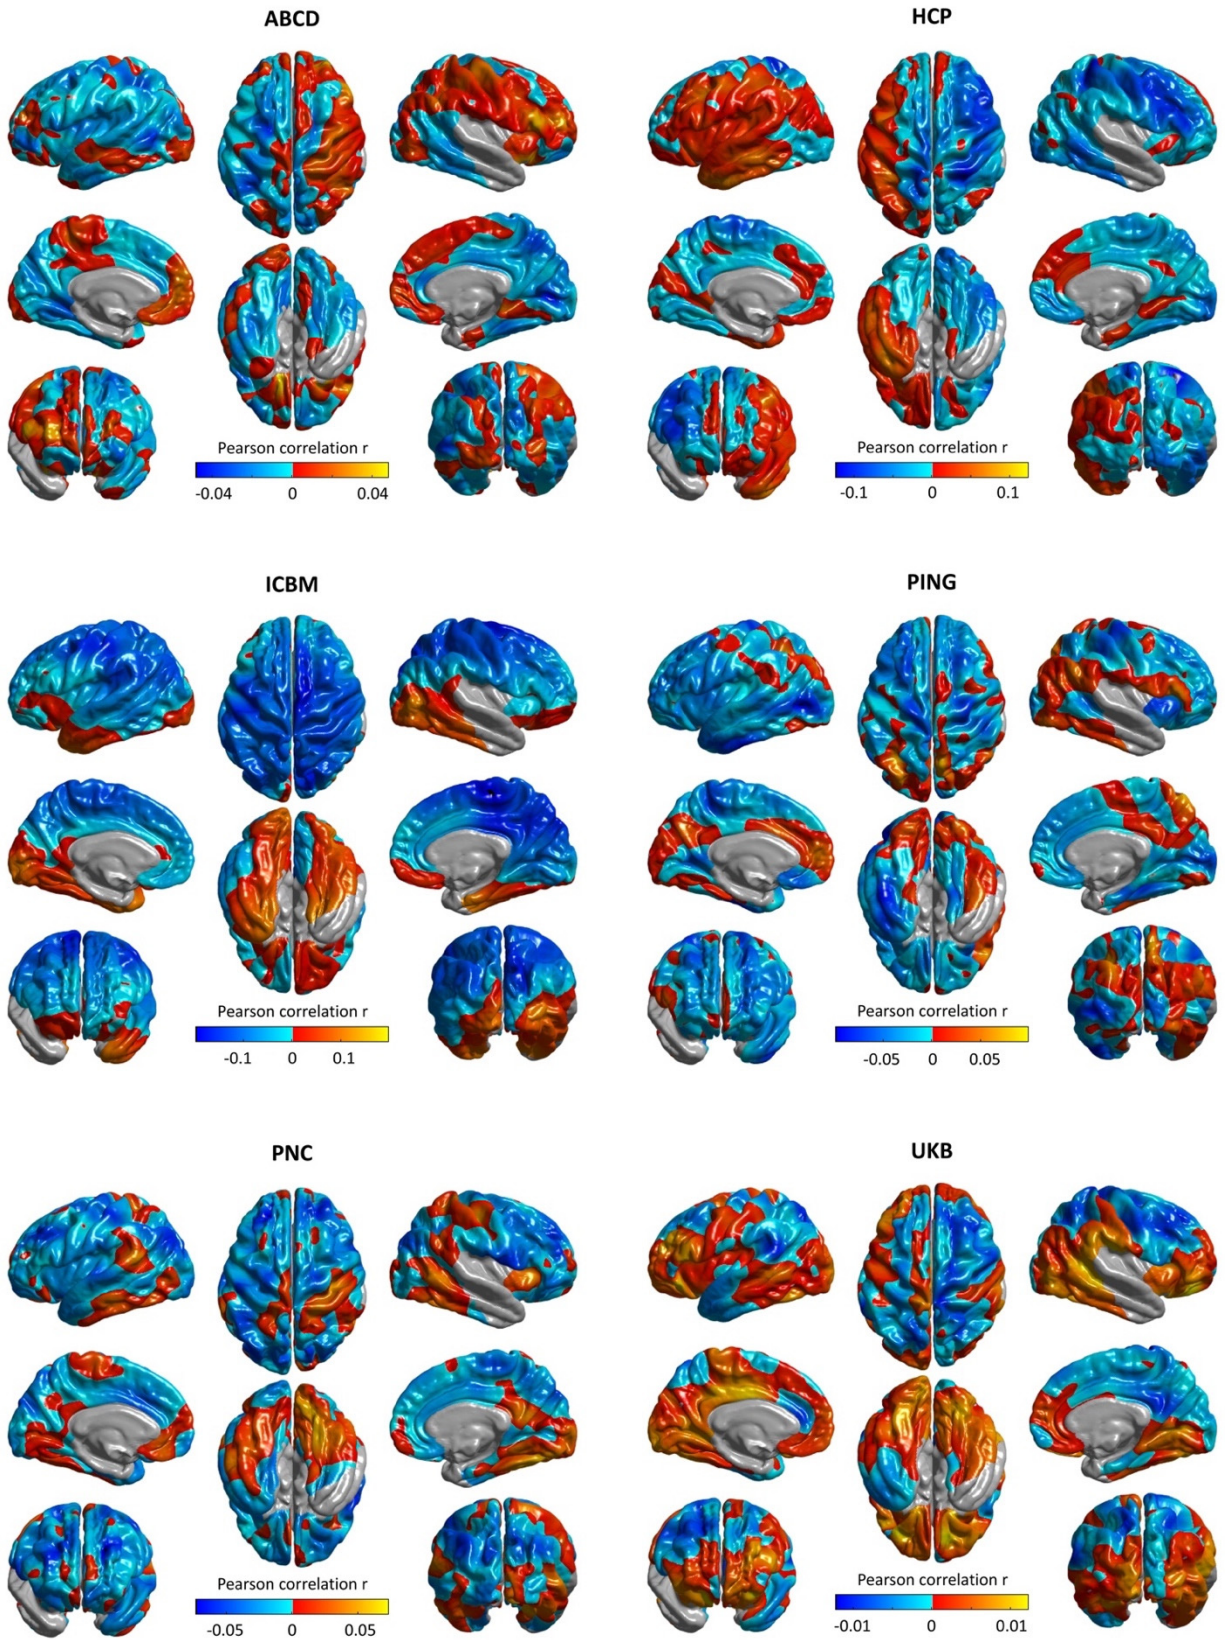 ABCD
HCP
Pearson correlation r
-0.04 0 0.04
Pearson correlation r
-0.1 0 0.1
ICBM
PING
Pearson correlation r
-0.1 0 0.1
Pearson correlation r
-0.05 0 0.05
PNC
UKB
Pearson correlation r
-0.05 0 0.05
Pearson correlation r
-0.01 0 0.01